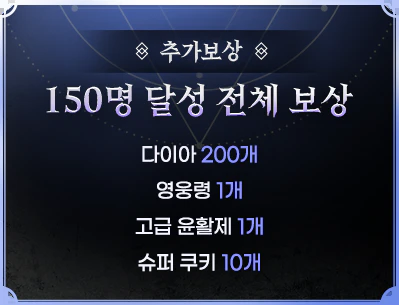 추가보상
150명 달성 전체 보상
다이아 200개
영웅령 1개
고급 윤활제 1개
슈퍼 쿠키 10개